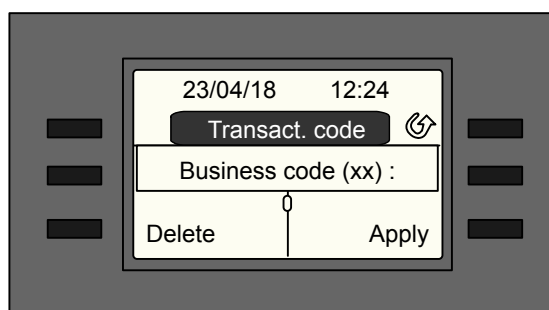 23/04/18 12:24
Transact. code
Business code (xx) :
Delete Apply